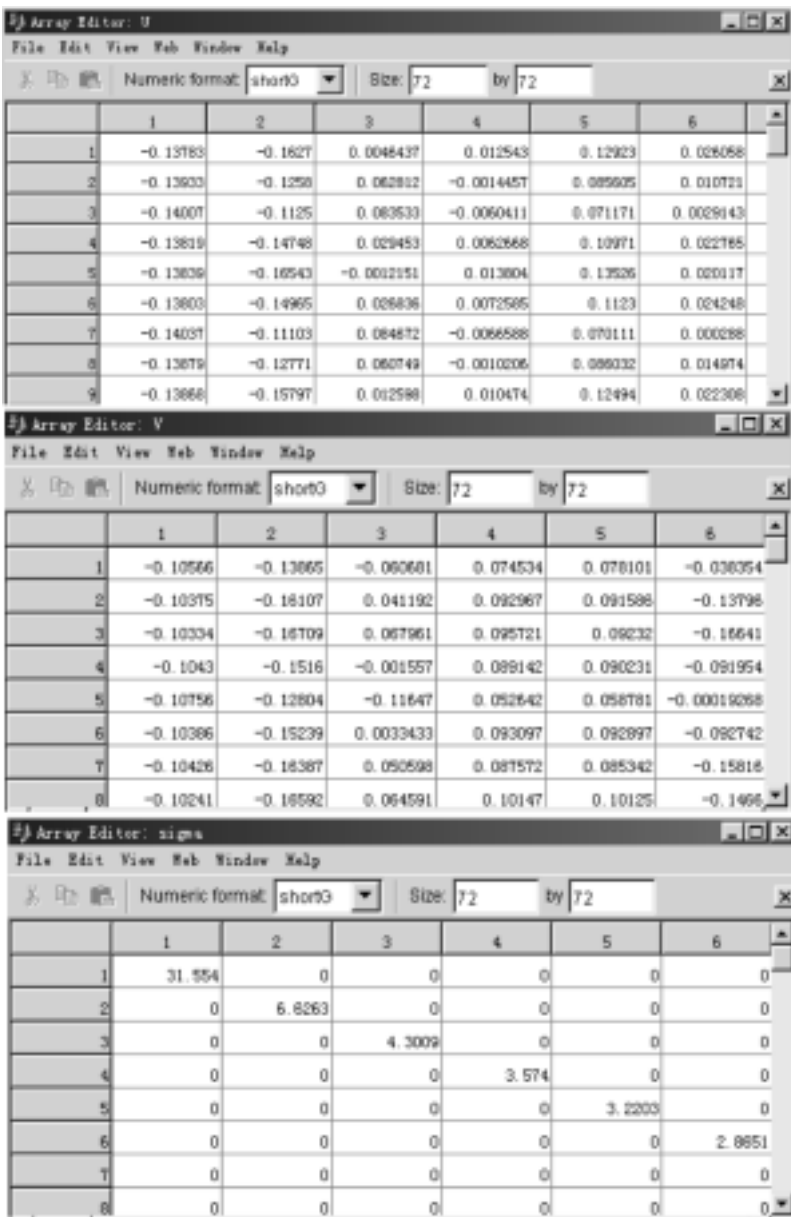 Array Editor: U
File Edit View Web Window Help
Numeric format: shortG Size: 72 by 72
1 2 3 4 5 6
1 -0.13783 -0.1627 0.0046437 0.012543 0.12923 0.026058
2 -0.13933 -0.1258 0.062812 -0.0014457 0.085605 0.010721
3 -0.14007 -0.1125 0.083533 -0.0060411 0.071171 0.0029143
4 -0.13819 -0.14748 0.029453 0.0062668 0.10971 0.022765
5 -0.13839 -0.16543 -0.0012151 0.013804 0.13526 0.020117
6 -0.13803 -0.14965 0.026836 0.0072585 0.1123 0.024248
7 -0.14037 -0.11103 0.084672 -0.0066588 0.070111 0.000288
8 -0.13879 -0.12771 0.060749 -0.0010206 0.086032 0.014974
9 -0.13868 -0.15797 0.012598 0.010474 0.12494 0.022308
Array Editor: V
File Edit View Web Window Help
Numeric format: shortG Size: 72 by 72
1 2 3 4 5 6
1 -0.10566 -0.13865 -0.060681 0.074534 0.078101 -0.038354
2 -0.10375 -0.16107 0.041192 0.092967 0.091586 -0.13796
3 -0.10334 -0.16709 0.067961 0.095721 0.09232 -0.16641
4 -0.1043 -0.1516 -0.001557 0.089142 0.090231 -0.091954
5 -0.10756 -0.12804 -0.11647 0.052642 0.058781 -0.00019268
6 -0.10386 -0.15239 0.0033433 0.093097 0.092897 -0.092742
7 -0.10426 -0.16387 0.050598 0.087572 0.085342 -0.15816
8 -0.10241 -0.16592 0.064591 0.10147 0.10125 -0.1466
Array Editor: sigma
File Edit View Web Window Help
Numeric format: shortG Size: 72 by 72
1 2 3 4 5 6
1 31.554 0 0 0 0 0
2 0 6.6263 0 0 0 0
3 0 0 4.3009 0 0 0
4 0 0 0 3.574 0 0
5 0 0 0 0 3.2203 0
6 0 0 0 0 0 2.8651
7 0 0 0 0 0 0
8 0 0 0 0 0 0